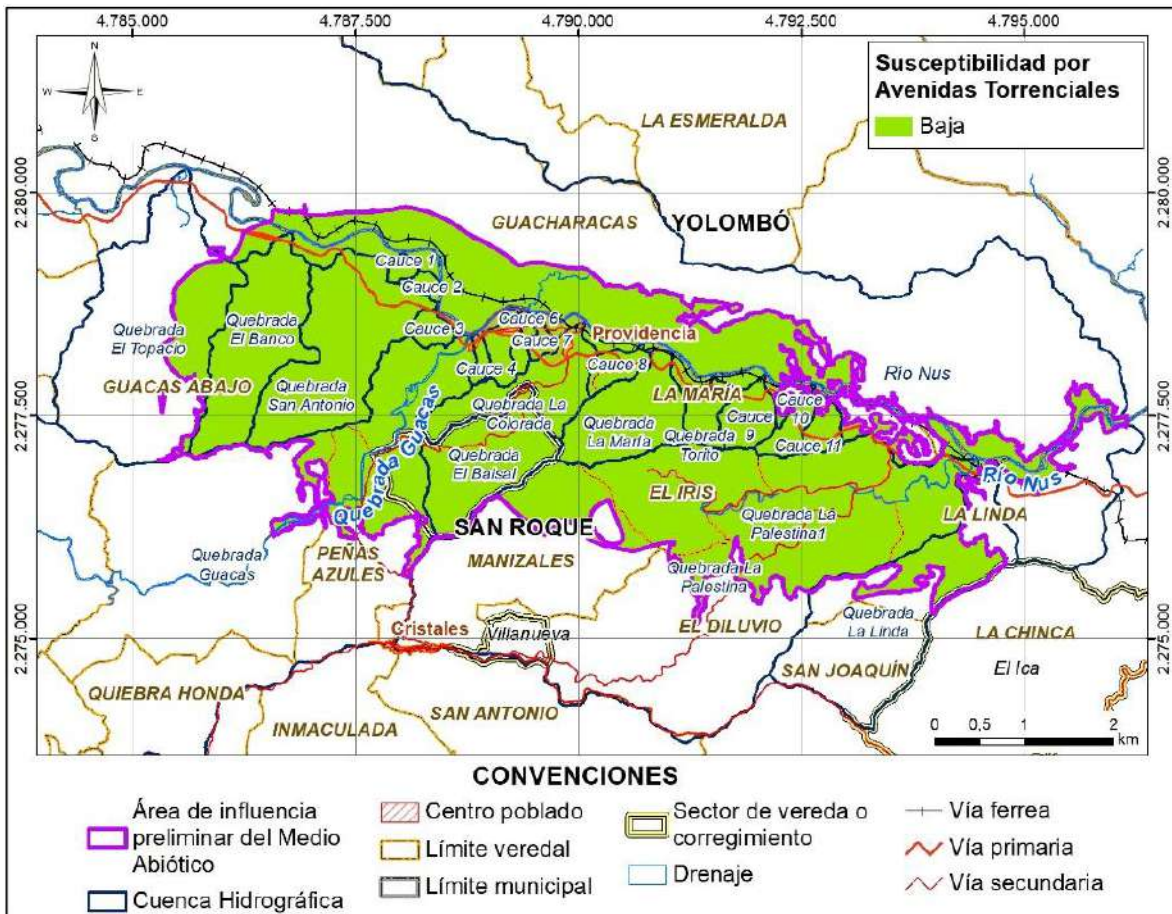 4.785.000
4.787.500
4.790.000
4.792.500
4.795.000
N
W
E
S
Susceptibilidad por
Avenidas Torrenciales
Baja
2.280.000
2.280.000
LA ESMERALDA
GUACHARACAS
YOLOMBÓ
Cauce 1
Cauce 2
Cauce 3
Cauce 6
Cauce 7
Providencia
Quebrada
El Topacio
Quebrada
El Banco
Cauce 4
Cauce 8
Río Nus
GUACAS ABAJO
Quebrada
San Antonio
Quebrada La
Colorada
LA MARÍA
Cauce
10
2.277.500
2.277.500
Quebrada Guacas
Quebrada
La María
Quebrada
Torito
Cauce
9
Cauce 11
Quebrada
El Baisal
EL IRIS
Río Nus
Quebrada La
Palestina1
LA LINDA
SAN ROQUE
Quebrada
Guacas
PEÑAS
AZULES
MANIZALES
Quebrada La
Palestina
Quebrada
La Linda
2.275.000
2.275.000
Cristales
Villanueva
EL DILUVIO
LA CHINCA
SAN JOAQUÍN
El Ica
QUIEBRA HONDA
SAN ANTONIO
INMACULADA
0 0,5 1 2
km
CONVENCIONES
Área de influencia
preliminar del Medio
Abiótico
Cuenca Hidrográfica
Centro poblado
Límite veredal
Límite municipal
Sector de vereda o
corregimiento
Drenaje
Vía ferrea
Vía primaria
Vía secundaria